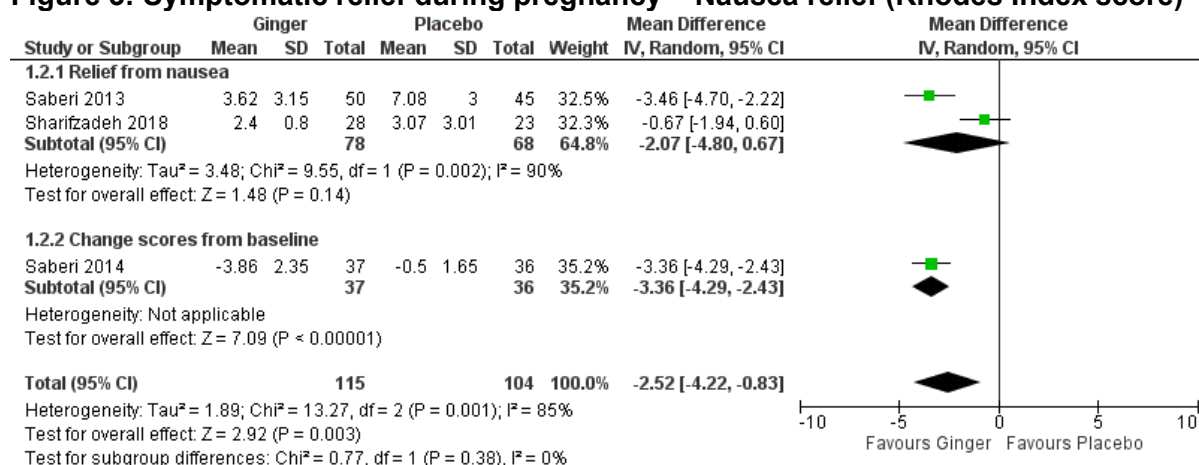 Figure 3: Symptomatic relief during pregnancy – Nausea relief (Rhodes index score)
Ginger Placebo Mean Difference Mean Difference
Study or Subgroup Mean SD Total Mean SD Total Weight IV, Random, 95% CI IV, Random, 95% CI
1.2.1 Relief from nausea
Saberi 2013 3.62 3.15 50 7.08 3 45 32.5% -3.46 [-4.70, -2.22]
Sharifzadeh 2018 2.4 0.8 28 3.07 3.01 23 32.3% -0.67 [-1.94, 0.60]
Subtotal (95% CI) 78 68 64.8% -2.07 [-4.80, 0.67]
Heterogeneity: Tau² = 3.48; Chi² = 9.55, df = 1 (P = 0.002); I² = 90%
Test for overall effect: Z = 1.48 (P = 0.14)
1.2.2 Change scores from baseline
Saberi 2014 -3.86 2.35 37 -0.5 1.65 36 35.2% -3.36 [-4.29, -2.43]
Subtotal (95% CI) 37 36 35.2% -3.36 [-4.29, -2.43]
Heterogeneity: Not applicable
Test for overall effect: Z = 7.09 (P < 0.00001)
Total (95% CI) 115 104 100.0% -2.52 [-4.22, -0.83]
Heterogeneity: Tau² = 1.89; Chi² = 13.27, df = 2 (P = 0.001); I² = 85%
Test for overall effect: Z = 2.92 (P = 0.003)
Test for subgroup differences: Chi² = 0.77, df = 1 (P = 0.38), I² = 0%
-10 -5 0 5 10
Favours Ginger Favours Placebo